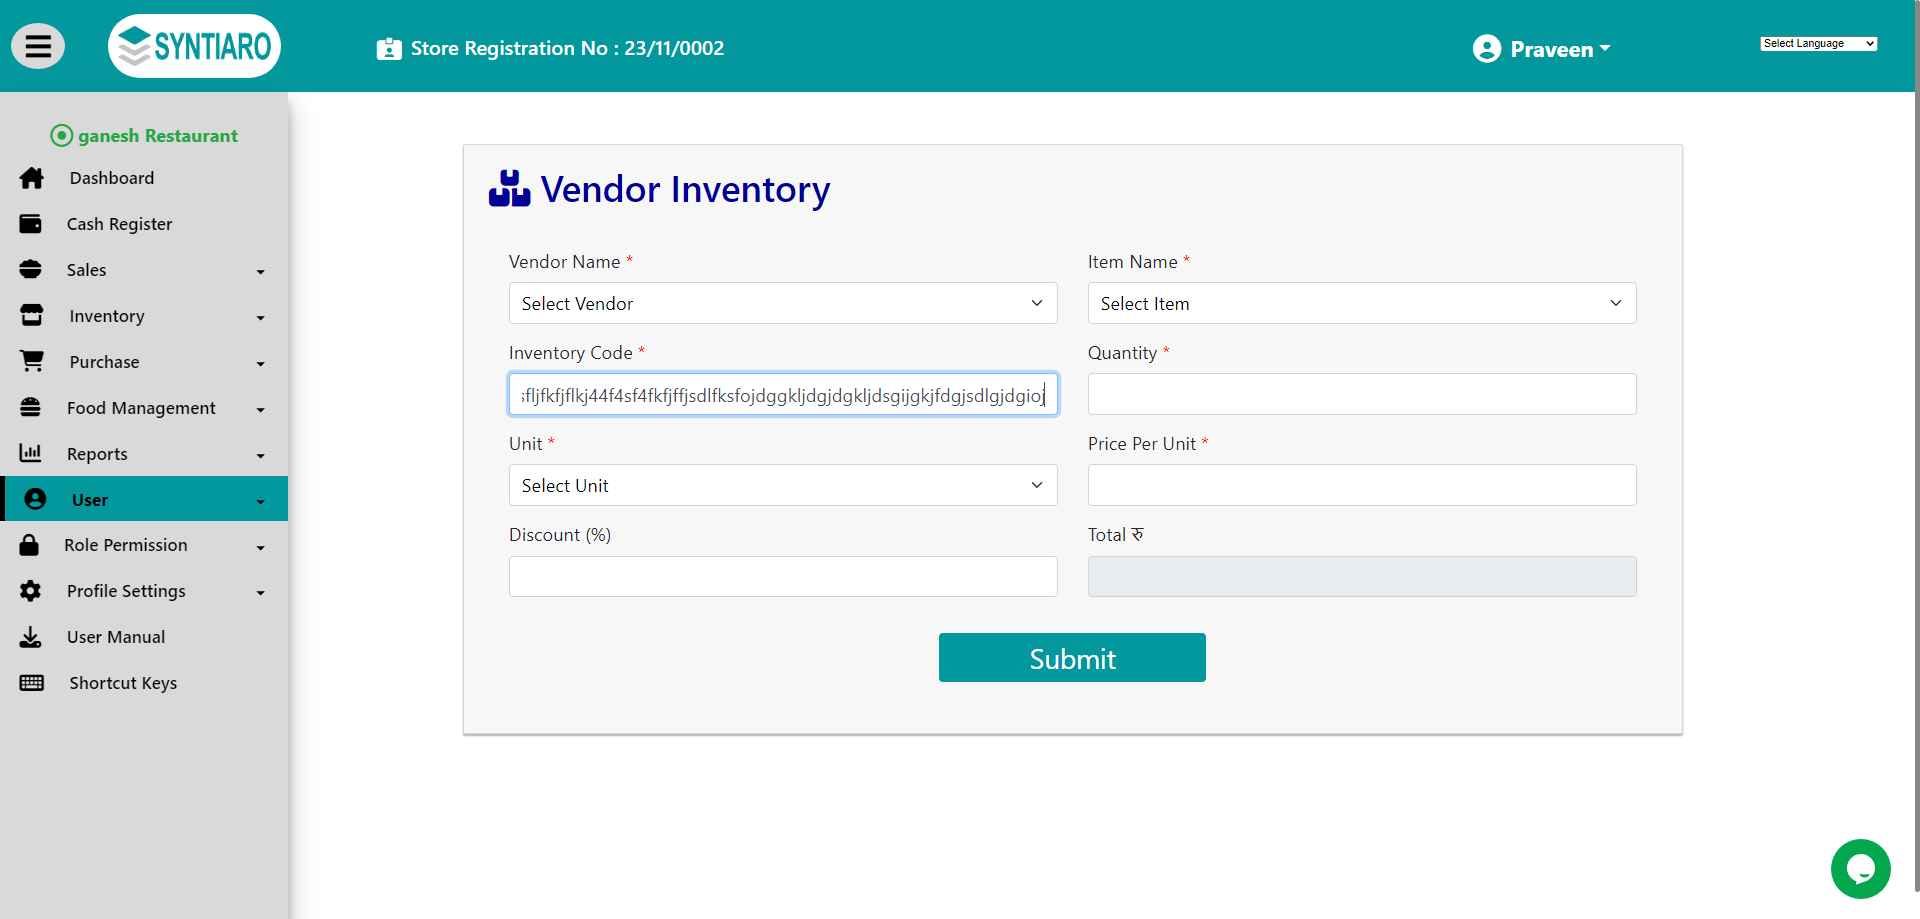 SYNTIARO
Store Registration No : 23/11/0002
Praveen
Select Language
ganesh Restaurant
Dashboard
Cash Register
Sales
Inventory
Purchase
Food Management
Reports
User
Role Permission
Profile Settings
User Manual
Shortcut Keys
Vendor Inventory
Vendor Name *
Item Name *
Select Vendor
Select Item
Inventory Code *
Quantity *
sfljfkfjflkj44f4sf4fkfjffjsdlfksfojdggkljdgjdgkljdsgijgkjfdgjsdlgjdgioj
Unit *
Price Per Unit *
Select Unit
Discount (%)
Total रु
Submit